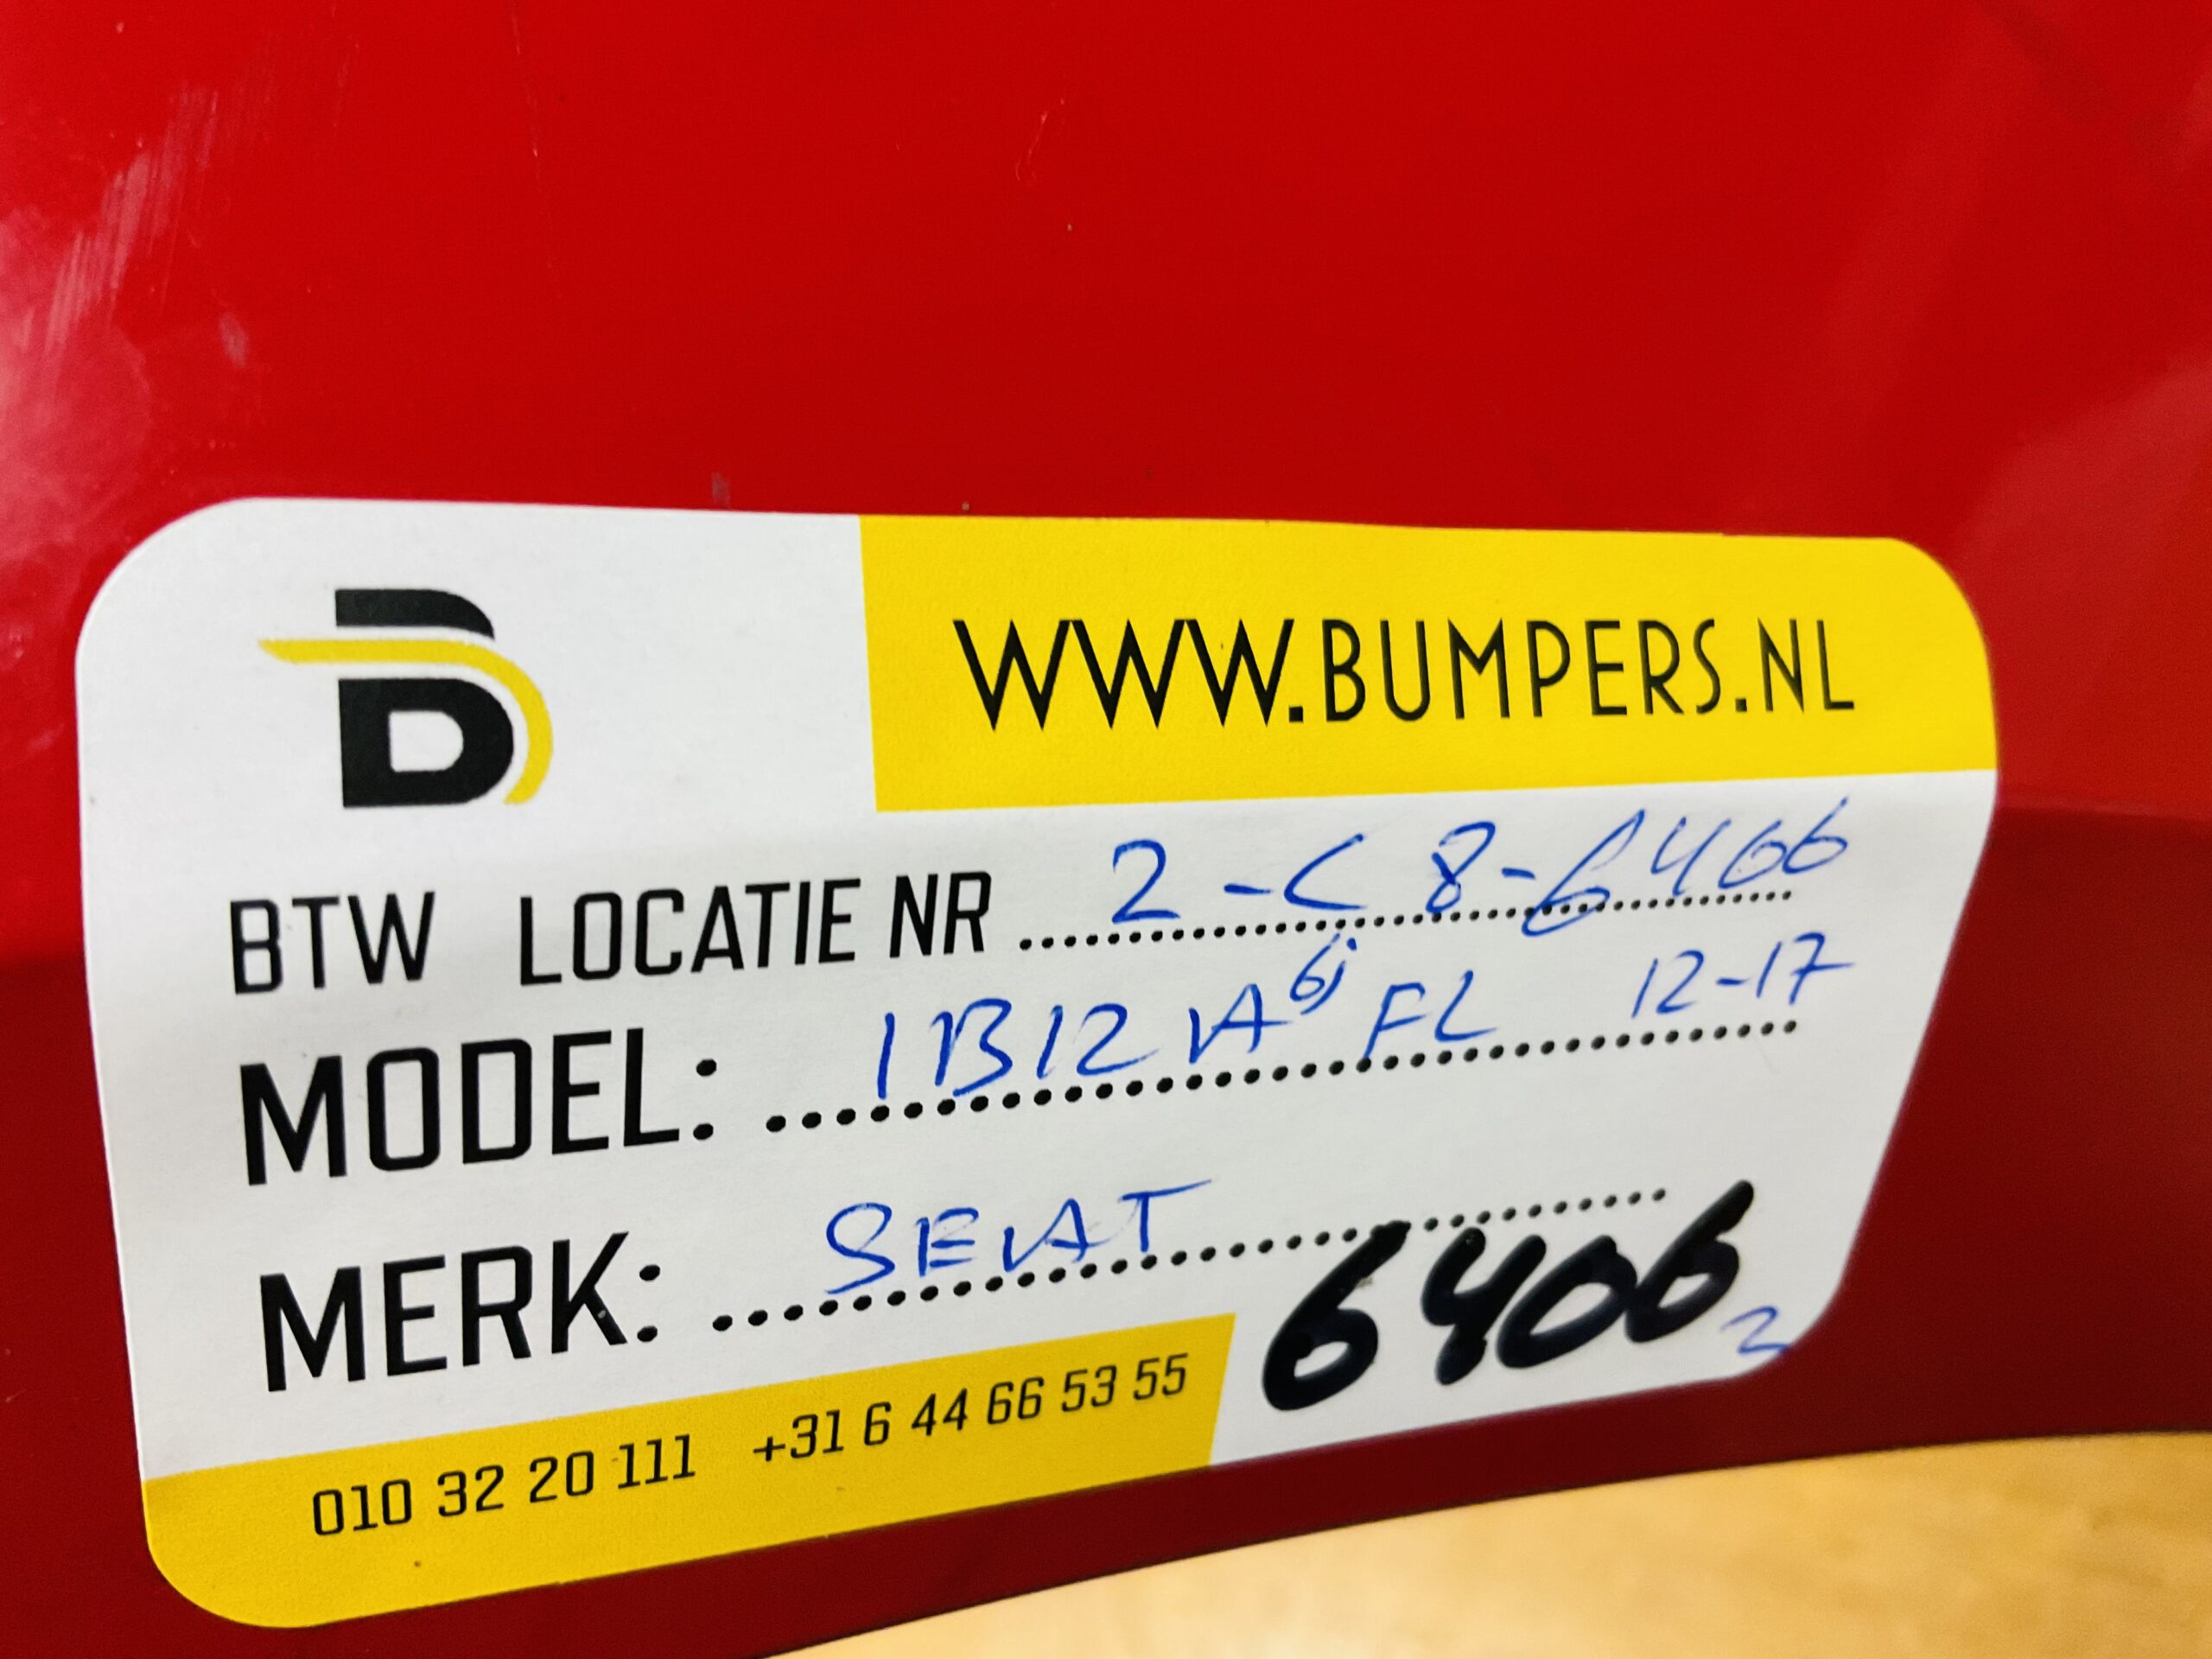 B
WWW.BUMPERS.NL
BTW LOCATIE NR 2-C8-6406
MODEL: IBIZA 6J FL 12-17
MERK: SEAT
6406
2
010 32 20 111 +31 6 44 66 53 55